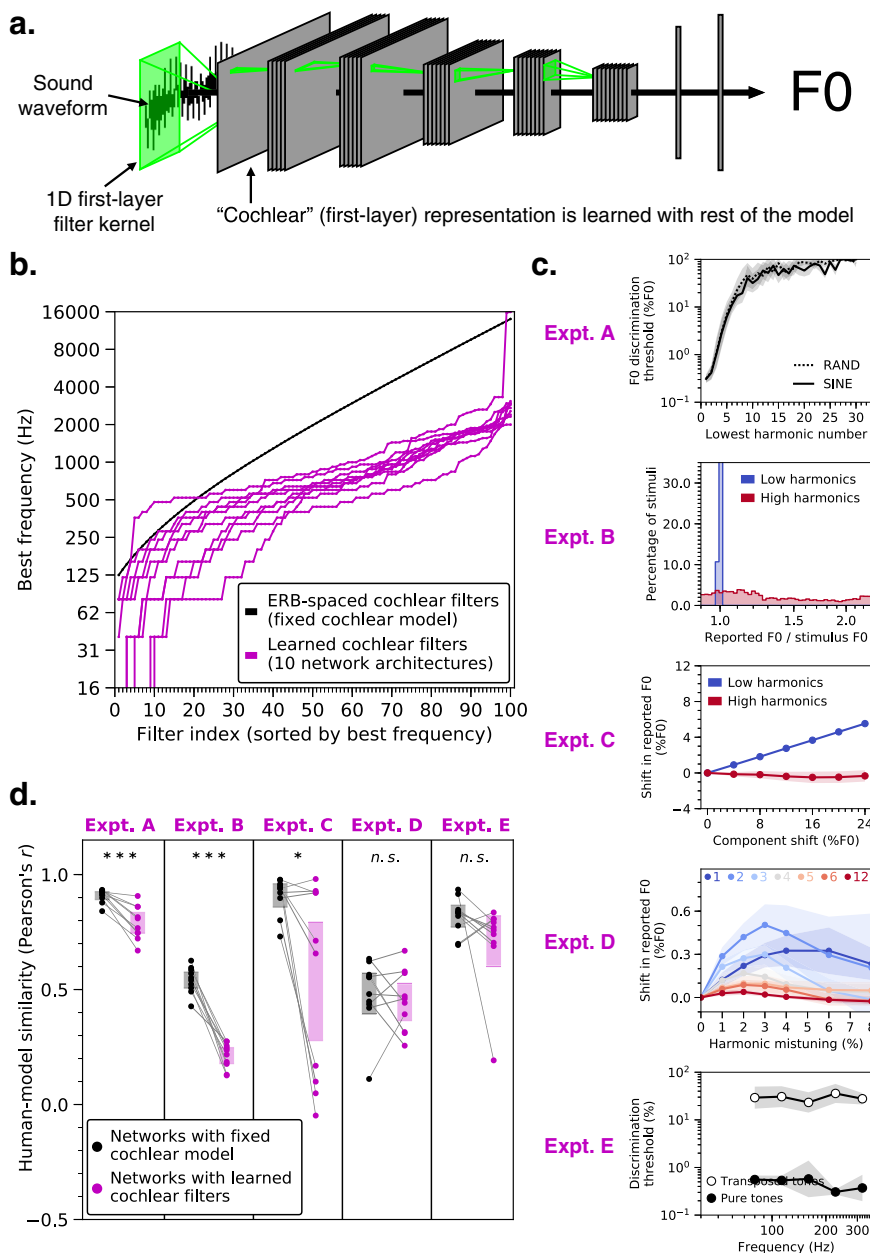 a.
Sound
waveform
F0
1D first-layer
filter kernel
“Cochlear” (first-layer) representation is learned with rest of the model
b.
16000
8000
4000
2000
1000
500
250
125
62
31
16
Best frequency (Hz)
ERB-spaced cochlear filters
(fixed cochlear model)
Learned cochlear filters
(10 network architectures)
0 10 20 30 40 50 60 70 80 90 100
Filter index (sorted by best frequency)
c.
Expt. A
F0 discrimination
threshold (%F0)
10²
10¹
10⁰
10⁻¹
RAND
SINE
0 5 10 15 20 25 30
Lowest harmonic number
Expt. B
Percentage of stimuli
30.0
20.0
10.0
0.0
Low harmonics
High harmonics
1.0 1.5 2.0
Reported F0 / stimulus F0
Expt. C
Shift in reported F0
(%F0)
12
8
4
0
−4
Low harmonics
High harmonics
0 8 16 24
Component shift (%F0)
Expt. D
Shift in reported F0
(%F0)
0.6
0.3
0.0
1 2 3 4 5 6 12
0 1 2 3 4 5 6 7 8
Harmonic mistuning (%)
Expt. E
Discrimination
threshold (%)
10²
10¹
10⁰
10⁻¹
Transposed tones
Pure tones
100 200 300
Frequency (Hz)
d.
Expt. A Expt. B Expt. C Expt. D Expt. E
* * * * * * * n.s. n.s.
1.0
0.5
0.0
−0.5
Human-model similarity (Pearson's r)
Networks with fixed
cochlear model
Networks with learned
cochlear filters